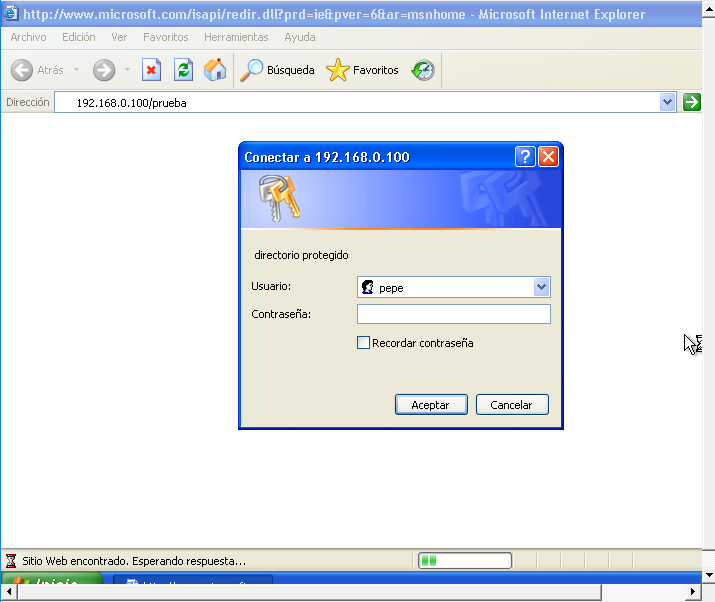 http://www.microsoft.com/isapi/redir.dll?prd=ie&pver=6&ar=msnhome - Microsoft Internet Explorer
Archivo Edición Ver Favoritos Herramientas Ayuda
Atrás Búsqueda Favoritos
Dirección 192.168.0.100/prueba
Conectar a 192.168.0.100
directorio protegido
Usuario: pepe
Contraseña:
Recordar contraseña
Aceptar Cancelar
Sitio Web encontrado. Esperando respuesta...
Inicio